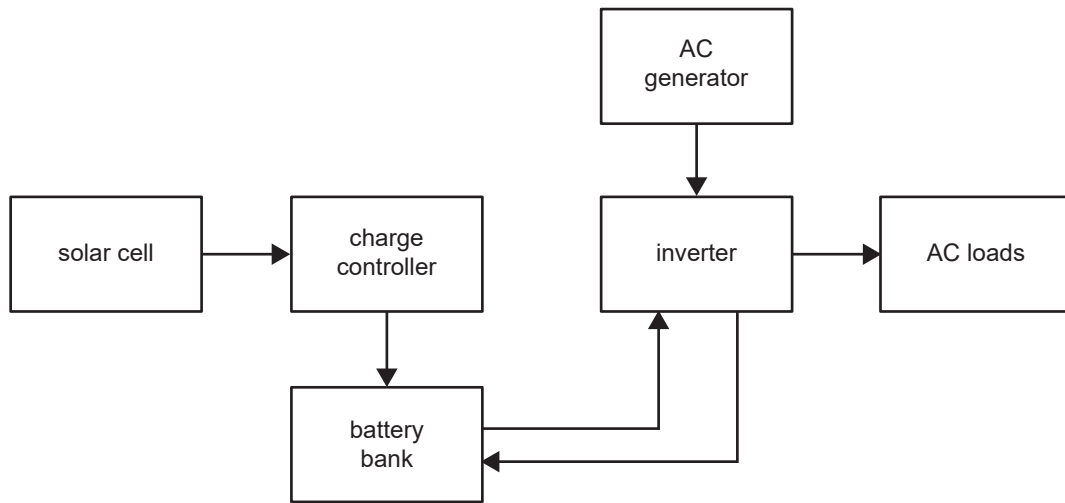 AC
generator
solar cell
charge
controller
inverter
AC loads
battery
bank